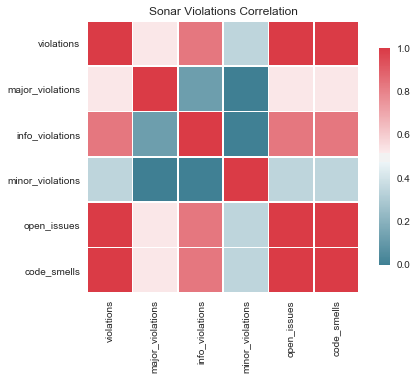 Sonar Violations Correlation
violations
major_violations
info_violations
minor_violations
open_issues
code_smells
violations
major_violations
info_violations
minor_violations
open_issues
code_smells
1.0
0.8
0.6
0.4
0.2
0.0